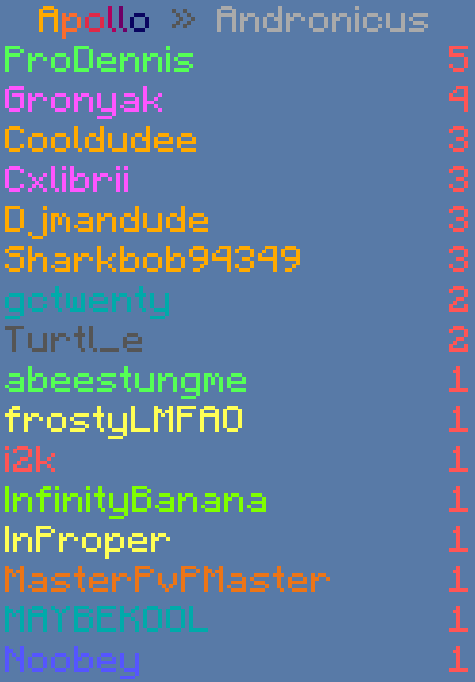 Apollo » Andronicus
ProDennis 5
Gronyak 4
Cooldudee 3
Cxlibrii 3
Djmandude 3
Sharkbob94349 3
gotwenty 2
Turtl_e 2
abeestungme 1
frostyLMFAO 1
i2k 1
InfinityBanana 1
InProper 1
MasterPvPMaster 1
MAYBEKOOL 1
Noobey 1